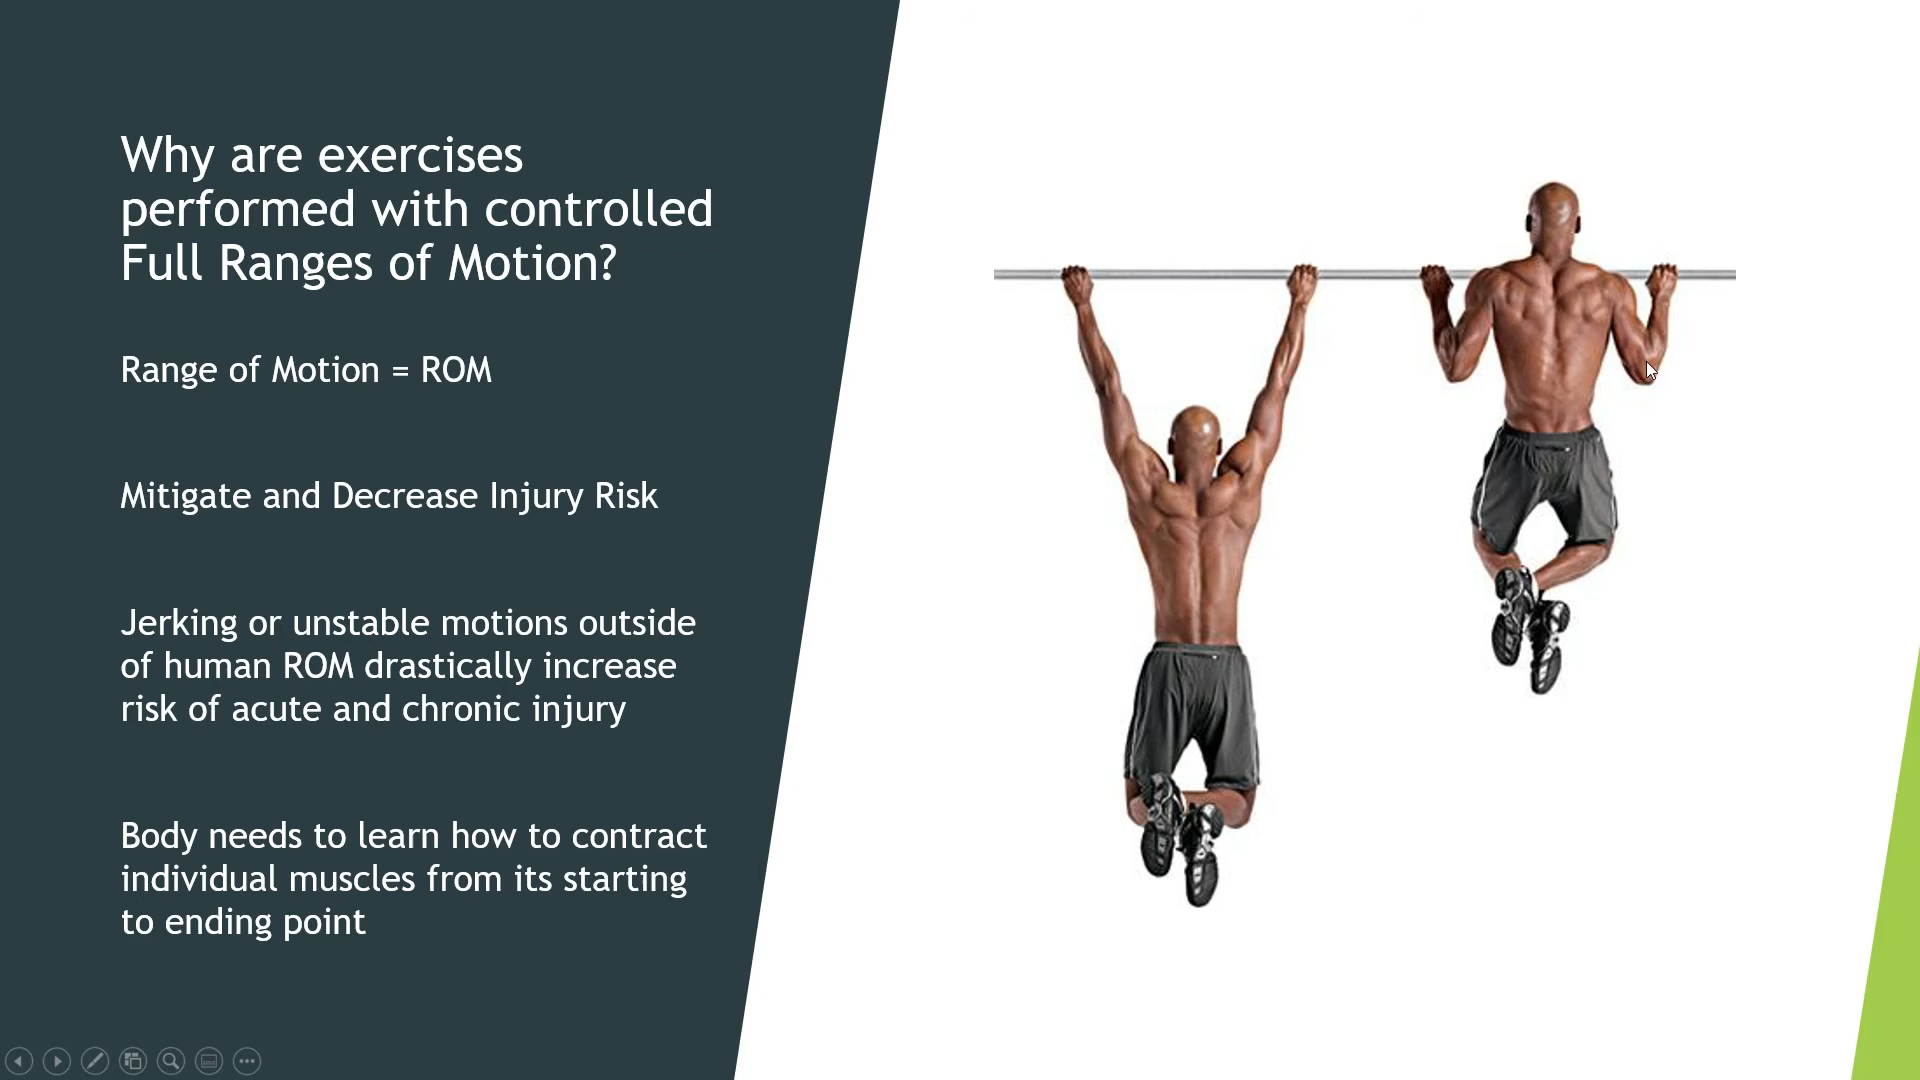 Why are exercises
performed with controlled
Full Ranges of Motion?
Range of Motion = ROM
Mitigate and Decrease Injury Risk
Jerking or unstable motions outside
of human ROM drastically increase
risk of acute and chronic injury
Body needs to learn how to contract
individual muscles from its starting
to ending point